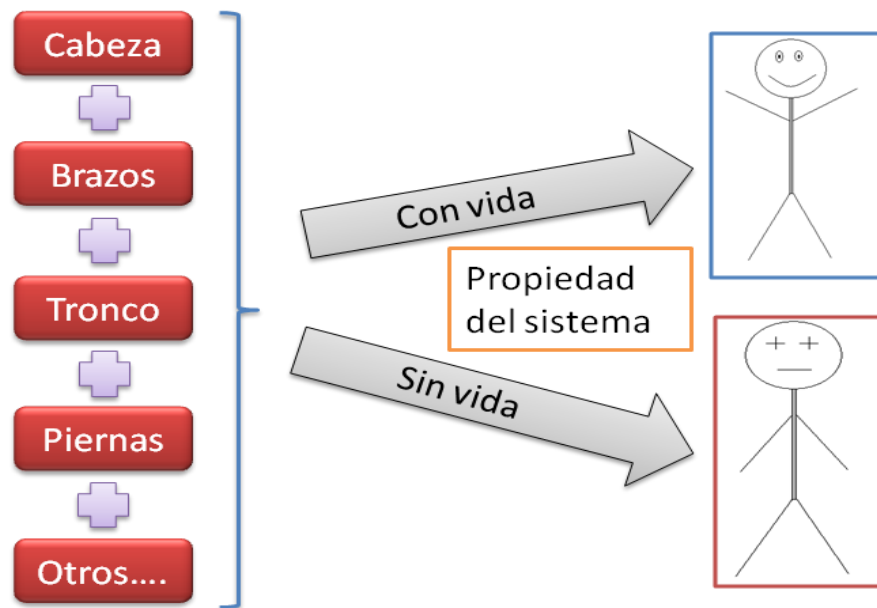 Cabeza
Brazos
Tronco
Piernas
Otros....
Con vida
Propiedad
del sistema
Sin vida